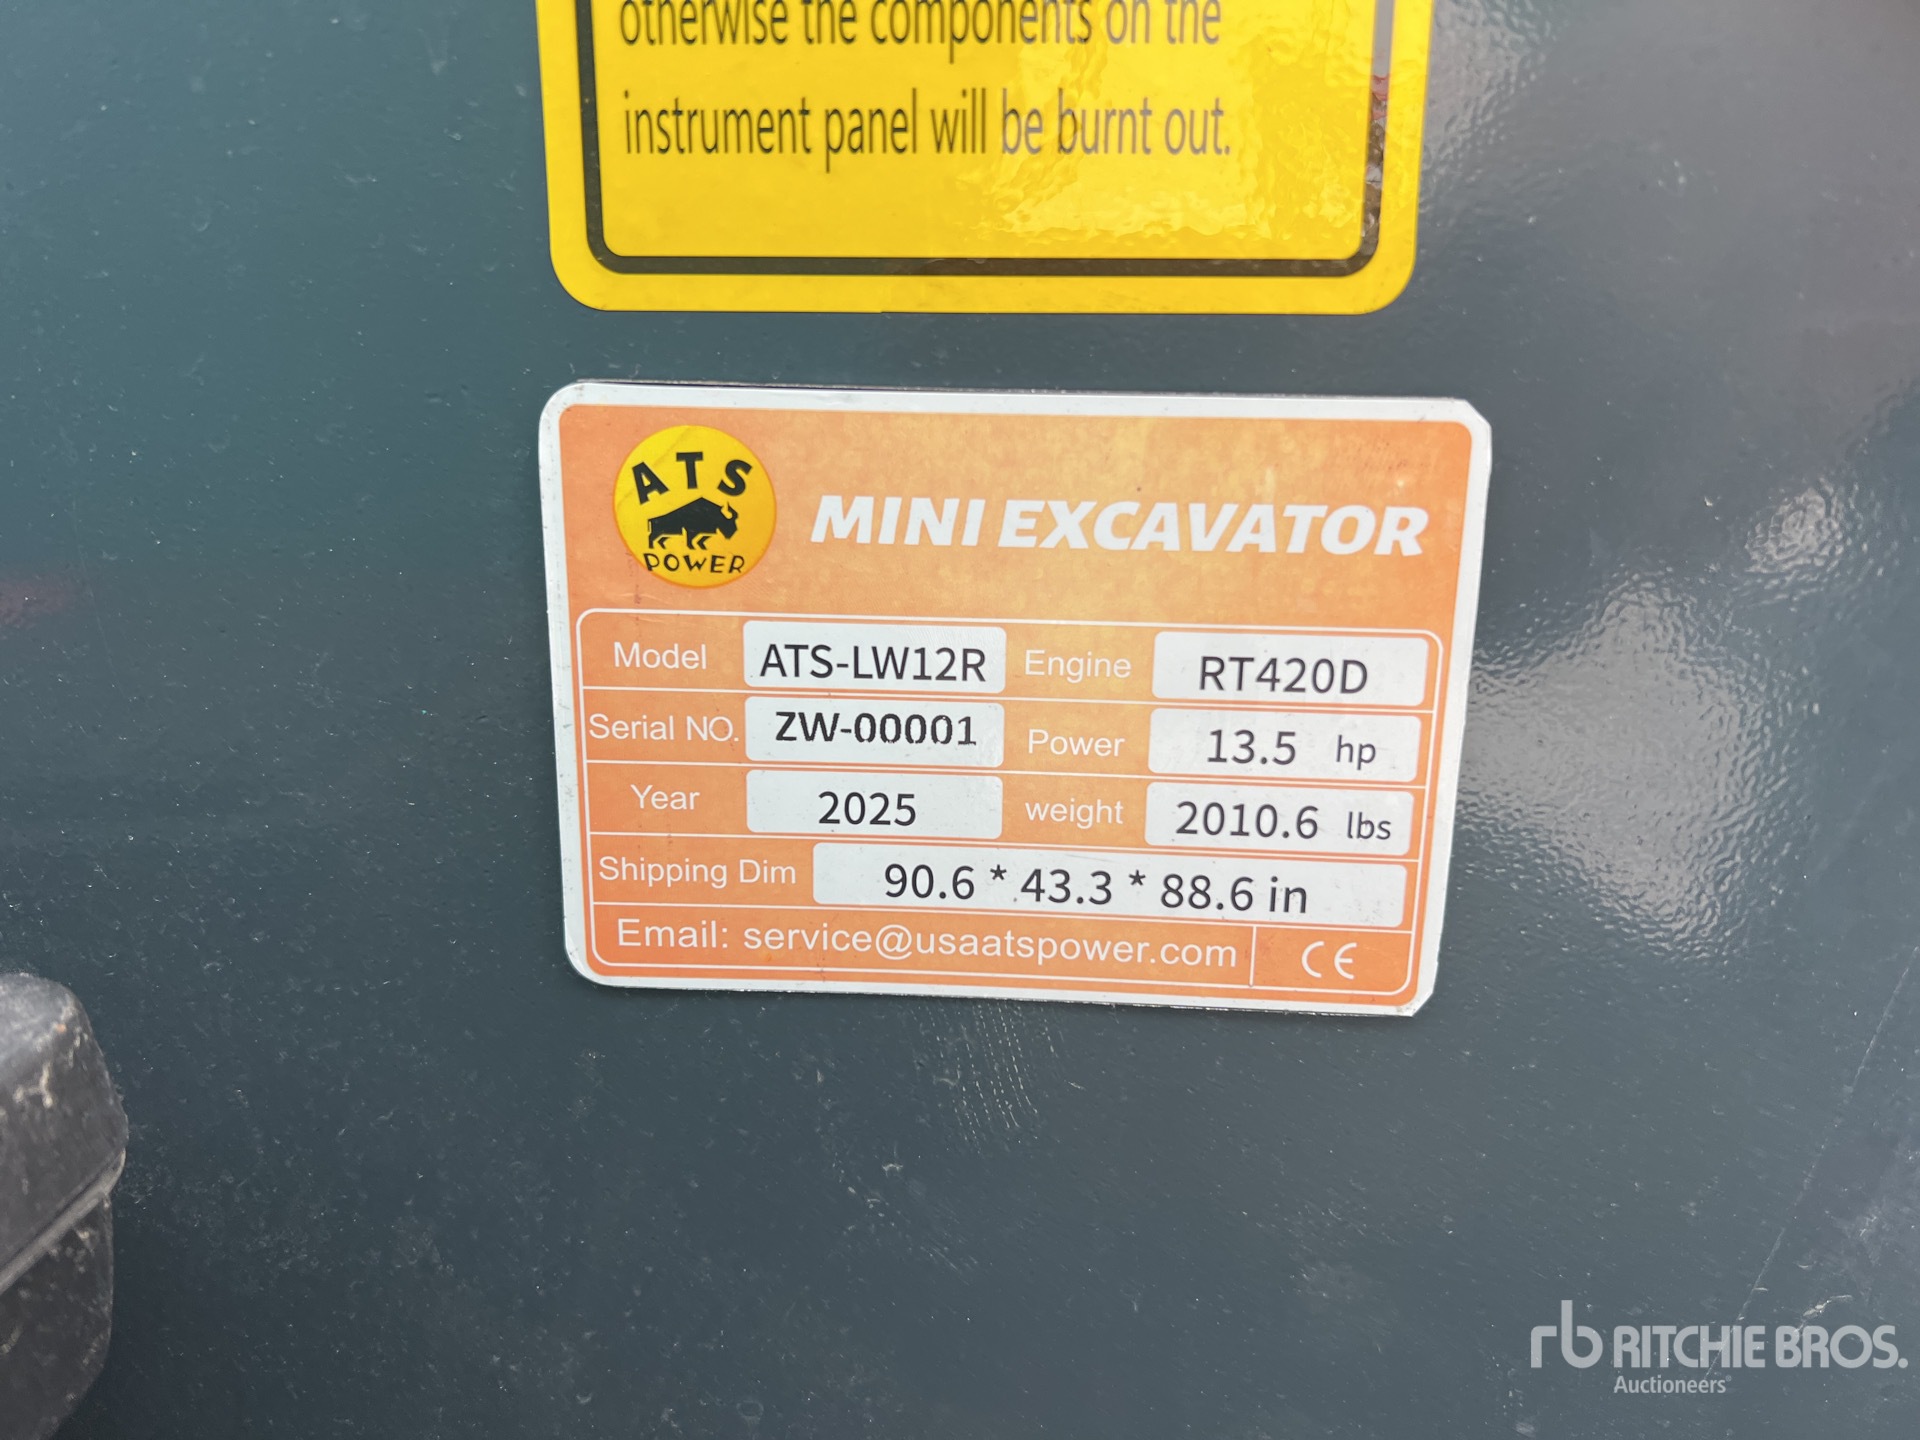 otherwise the components on the
instrument panel will be burnt out.
ATS
POWER
MINI EXCAVATOR
Model ATS-LW12R Engine RT420D
Serial NO. ZW-00001 Power 13.5 hp
Year 2025 weight 2010.6 lbs
Shipping Dim 90.6 * 43.3 * 88.6 in
Email: service@usaatspower.com CE
rb RITCHIE BROS.
Auctioneers